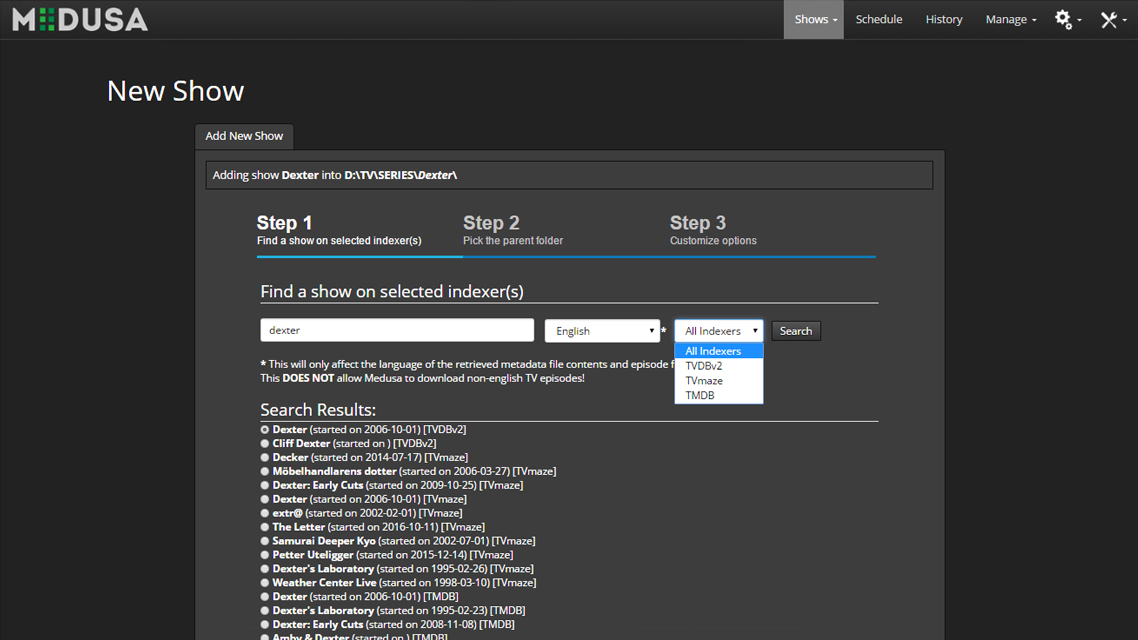 MEDUSA
Shows
Schedule
History
Manage
New Show
Add New Show
Adding show Dexter into D:\TV\SERIES\Dexter\
Step 1
Find a show on selected indexer(s)
Step 2
Pick the parent folder
Step 3
Customize options
Find a show on selected indexer(s)
dexter
English
*
All Indexers
Search
All Indexers
TVDBv2
TVmaze
TMDB
* This will only affect the language of the retrieved metadata file contents and episode f
This DOES NOT allow Medusa to download non-english TV episodes!
Search Results:
Dexter (started on 2006-10-01) [TVDBv2]
Cliff Dexter (started on ) [TVDBv2]
Decker (started on 2014-07-17) [TVmaze]
Möbelhandlarens dotter (started on 2006-03-27) [TVmaze]
Dexter: Early Cuts (started on 2009-10-25) [TVmaze]
Dexter (started on 2006-10-01) [TVmaze]
extr@ (started on 2002-02-01) [TVmaze]
The Letter (started on 2016-10-11) [TVmaze]
Samurai Deeper Kyo (started on 2002-07-01) [TVmaze]
Petter Uteligger (started on 2015-12-14) [TVmaze]
Dexter's Laboratory (started on 1995-02-26) [TVmaze]
Weather Center Live (started on 1998-03-10) [TVmaze]
Dexter (started on 2006-10-01) [TMDB]
Dexter's Laboratory (started on 1995-02-23) [TMDB]
Dexter: Early Cuts (started on 2008-11-08) [TMDB]
Amby & Dexter (started on ) [TMDB]